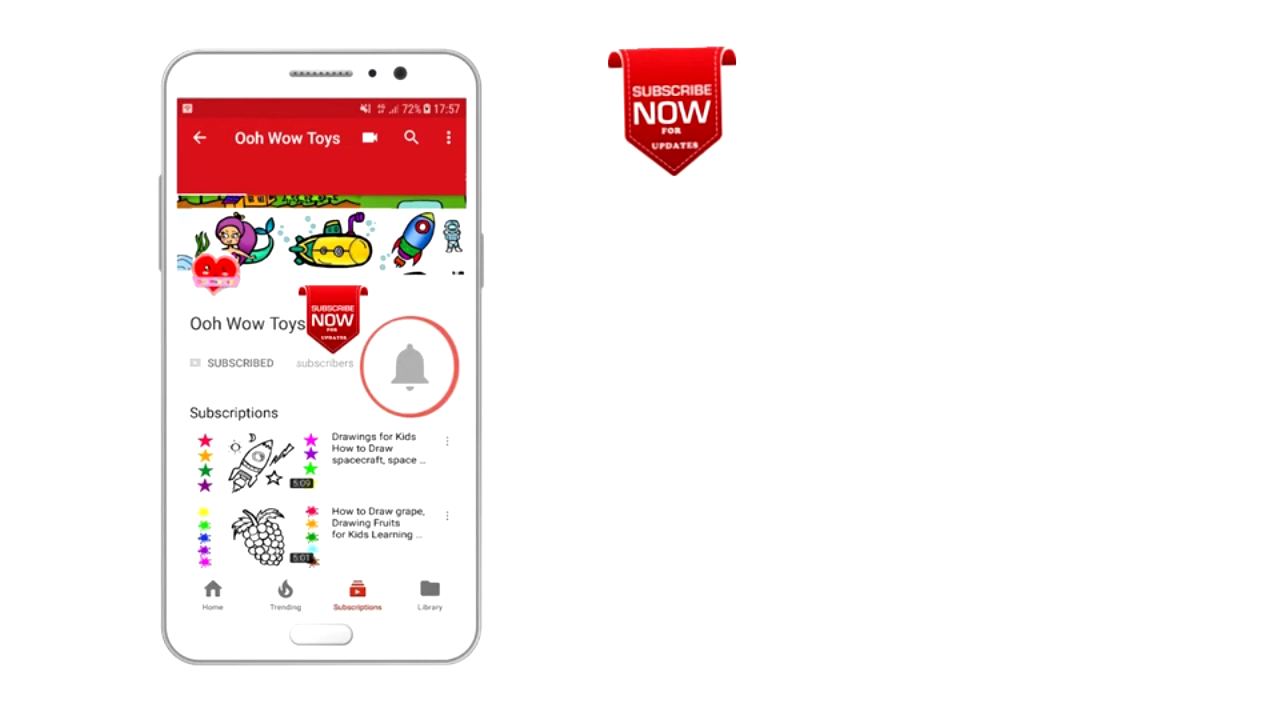 72% 17:57
Ooh Wow Toys
SUBSCRIBE
NOW
FOR
UPDATES
Ooh Wow Toys
SUBSCRIBE
NOW
FOR
UPDATES
SUBSCRIBED subscribers
Subscriptions
Drawings for Kids
How to Draw
spacecraft, space ...
5:09
How to Draw grape,
Drawing Fruits
for Kids Learning ...
5:01
Home Trending Subscriptions Library